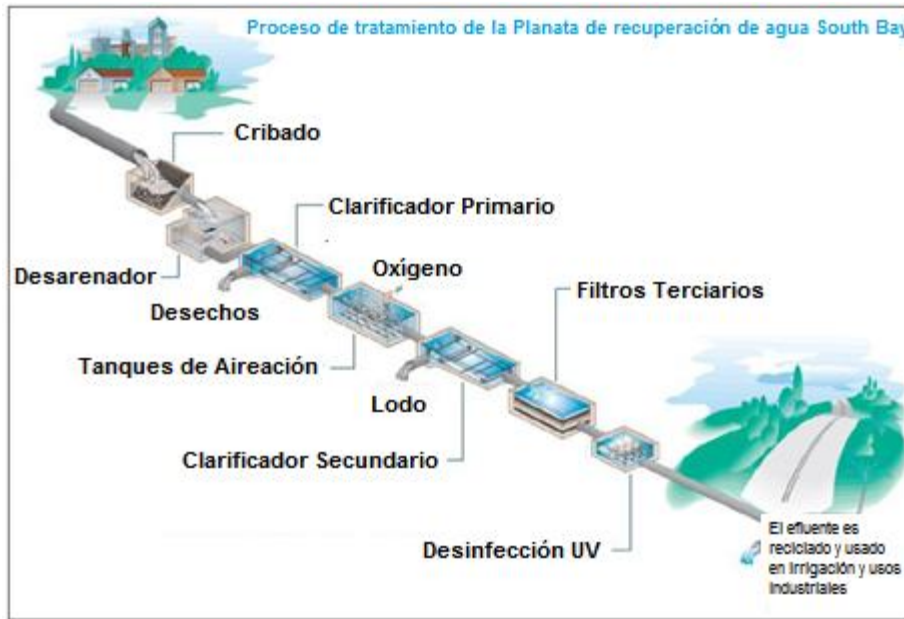 Proceso de tratamiento de la Planata de recuperación de agua South Bay
Cribado
Clarificador Primario
Desarenador
Oxígeno
Filtros Terciarios
Desechos
Tanques de Aireación
Lodo
Clarificador Secundario
Desinfección UV
El efluente es
reciclado y usado
en irrigación y usos
industriales